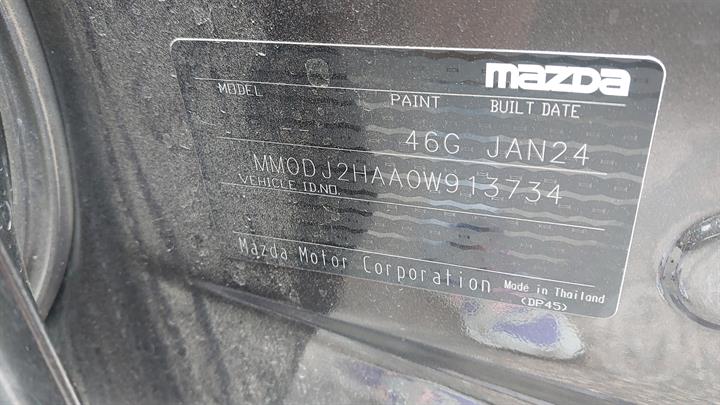 mazda
MODEL PAINT BUILT DATE
-- 46G JAN24
MM0DJ2HAA0W913734
VEHICLE ID.NO.
Mazda Motor Corporation Made in Thailand
(DP45)